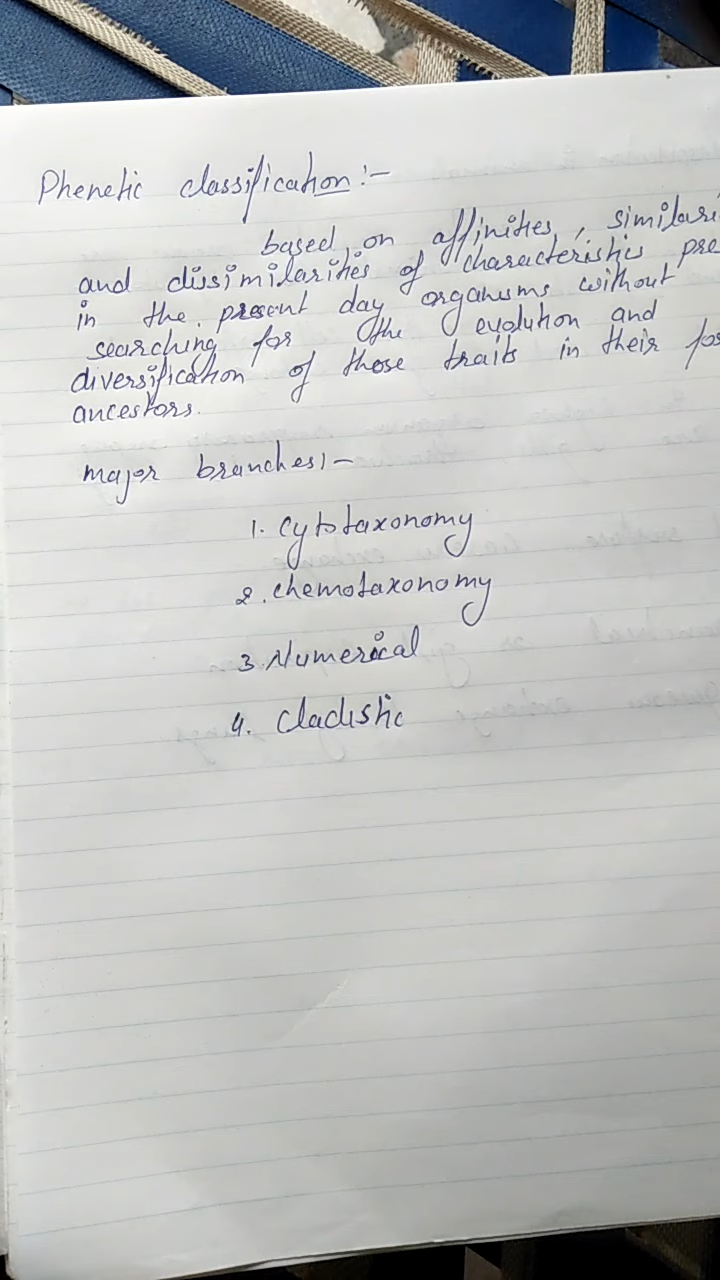 Phenetic classification :-
based on affinities, similari
and dissimilarities of characteristics pre
in the present day organisms without
searching for the evolution and
diversification of those traits in their fos
ancestors.
major branches :-
1. Cytotaxonomy
2. chemotaxonomy
3. Numerical
4. Cladistic